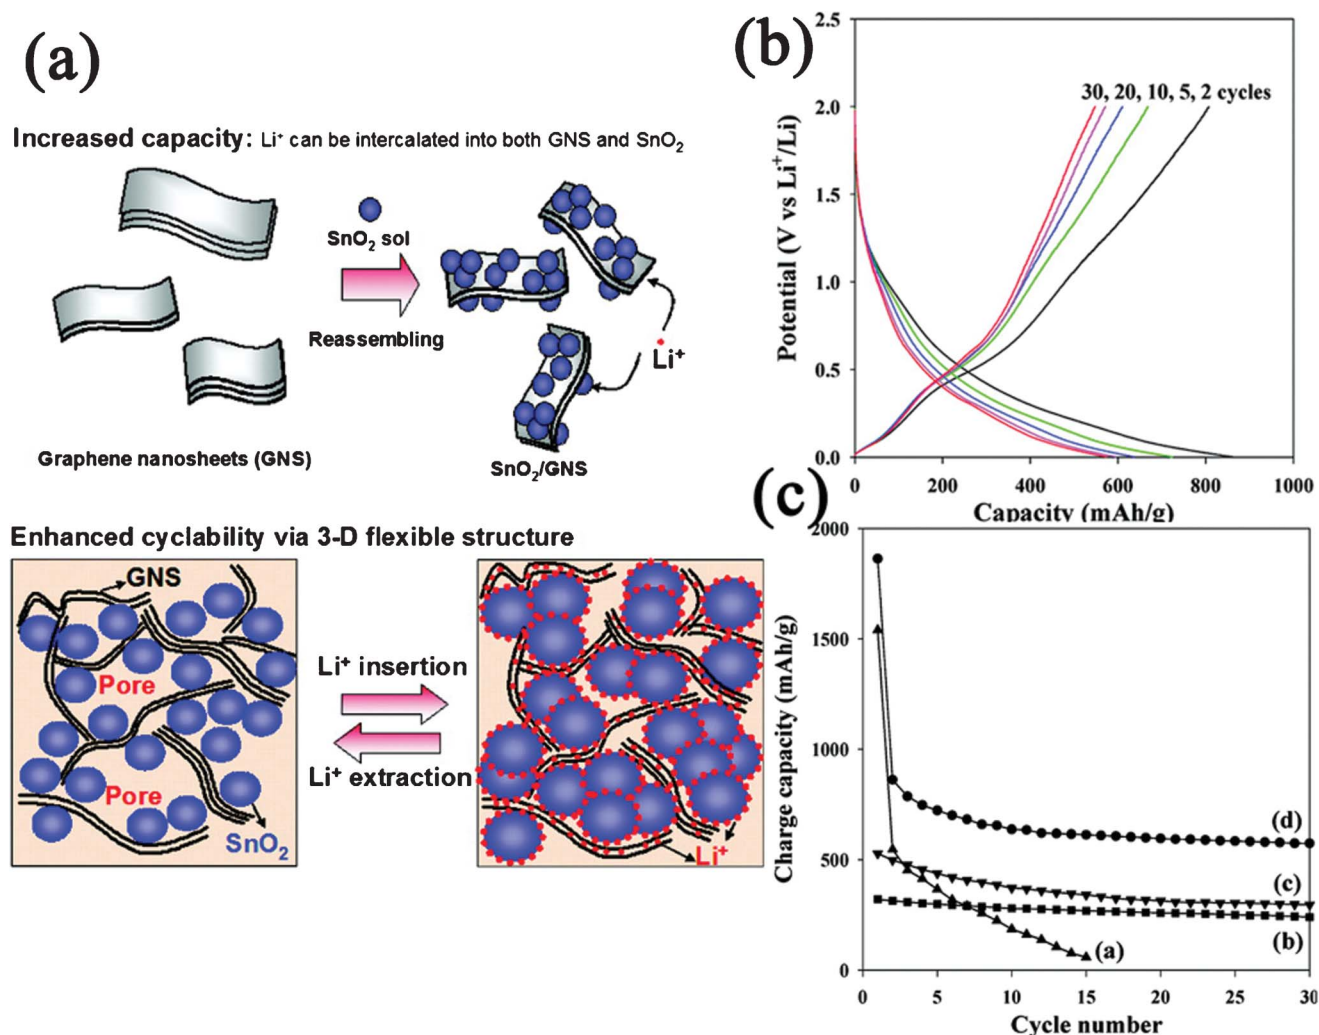 (a)
Increased capacity: Li⁺ can be intercalated into both GNS and SnO₂
SnO₂ sol
Reassembling
Li⁺
Graphene nanosheets (GNS)
SnO₂/GNS
Enhanced cyclability via 3-D flexible structure
GNS
Pore
Pore
SnO₂
Li⁺ insertion
Li⁺ extraction
Li⁺
(b)
2.5
2.0
1.5
1.0
0.5
0.0
Potential (V vs Li⁺/Li)
30, 20, 10, 5, 2 cycles
0
200
400
600
800
1000
Capacity (mAh/g)
(c)
2000
1500
1000
500
0
Charge capacity (mAh/g)
(d)
(c)
(b)
(a)
0
5
10
15
20
25
30
Cycle number